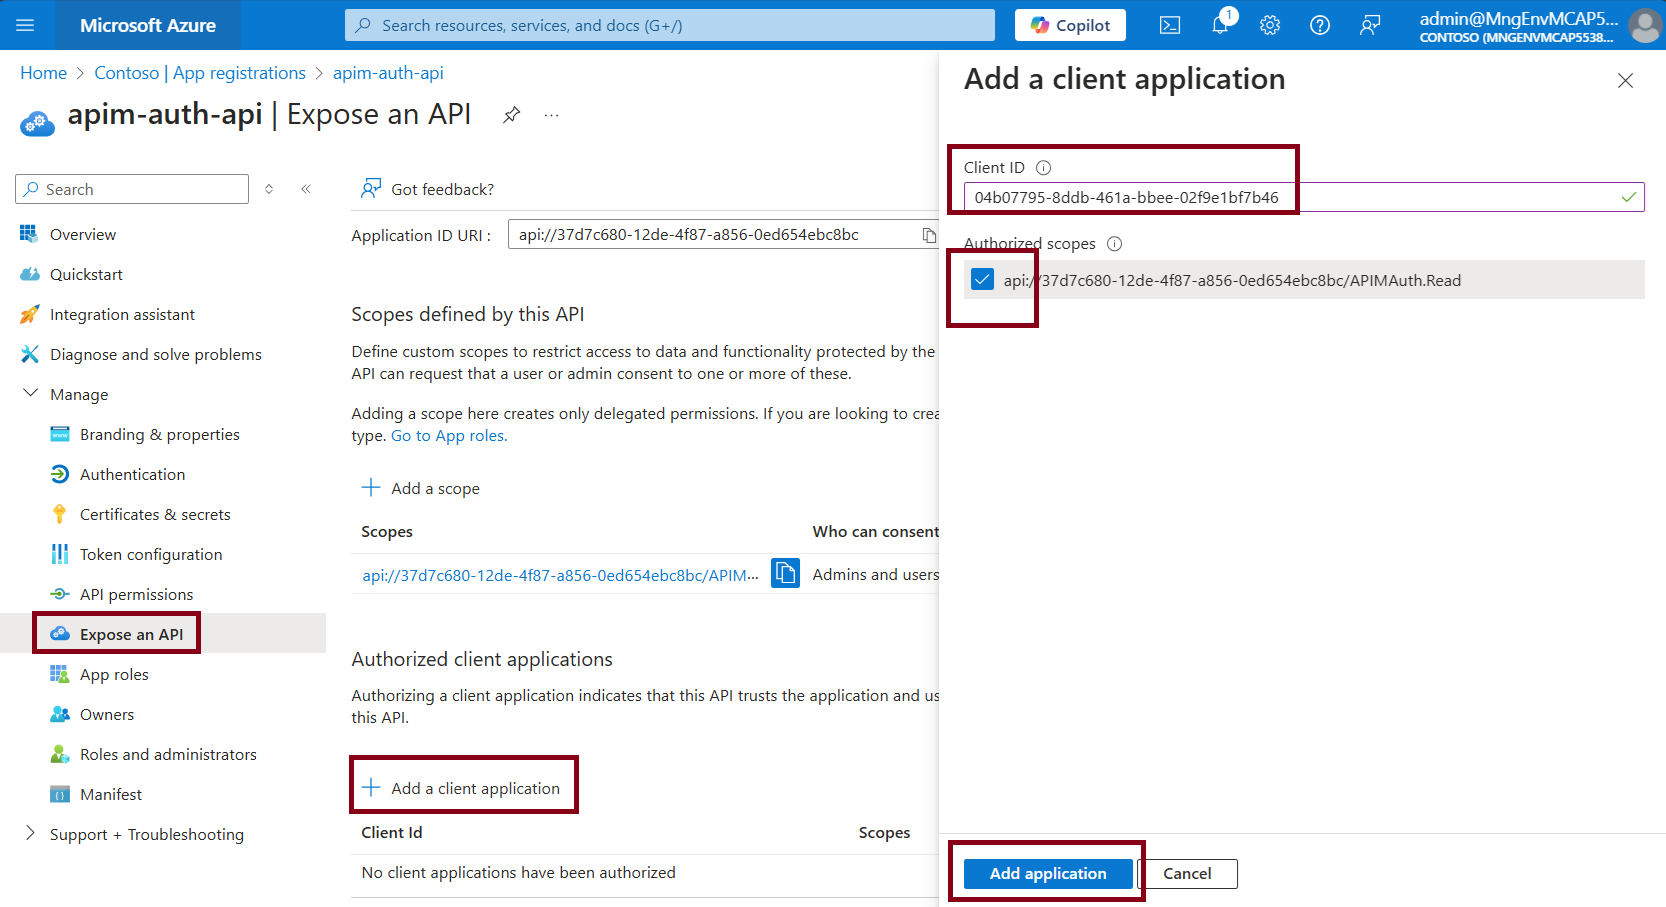 Microsoft Azure
Search resources, services, and docs (G+/)
Copilot
1
admin@MngEnvMCAP5...
CONTOSO (MNGENVMCAP5538...
Home > Contoso | App registrations > apim-auth-api
apim-auth-api | Expose an API
...
Search
Overview
Quickstart
Integration assistant
Diagnose and solve problems
Manage
Branding & properties
Authentication
Certificates & secrets
Token configuration
API permissions
Expose an API
App roles
Owners
Roles and administrators
Manifest
Support + Troubleshooting
Got feedback?
Application ID URI :
api://37d7c680-12de-4f87-a856-0ed654ebc8bc
Scopes defined by this API
Define custom scopes to restrict access to data and functionality protected by the
API can request that a user or admin consent to one or more of these.
Adding a scope here creates only delegated permissions. If you are looking to crea
type. Go to App roles.
Add a scope
Scopes
Who can consent
api://37d7c680-12de-4f87-a856-0ed654ebc8bc/APIM...
Admins and users
Authorized client applications
Authorizing a client application indicates that this API trusts the application and us
this API.
Add a client application
Client Id
Scopes
No client applications have been authorized
Add a client application
Client ID
04b07795-8ddb-461a-bbee-02f9e1bf7b46
Authorized scopes
api://37d7c680-12de-4f87-a856-0ed654ebc8bc/APIMAuth.Read
Add application
Cancel